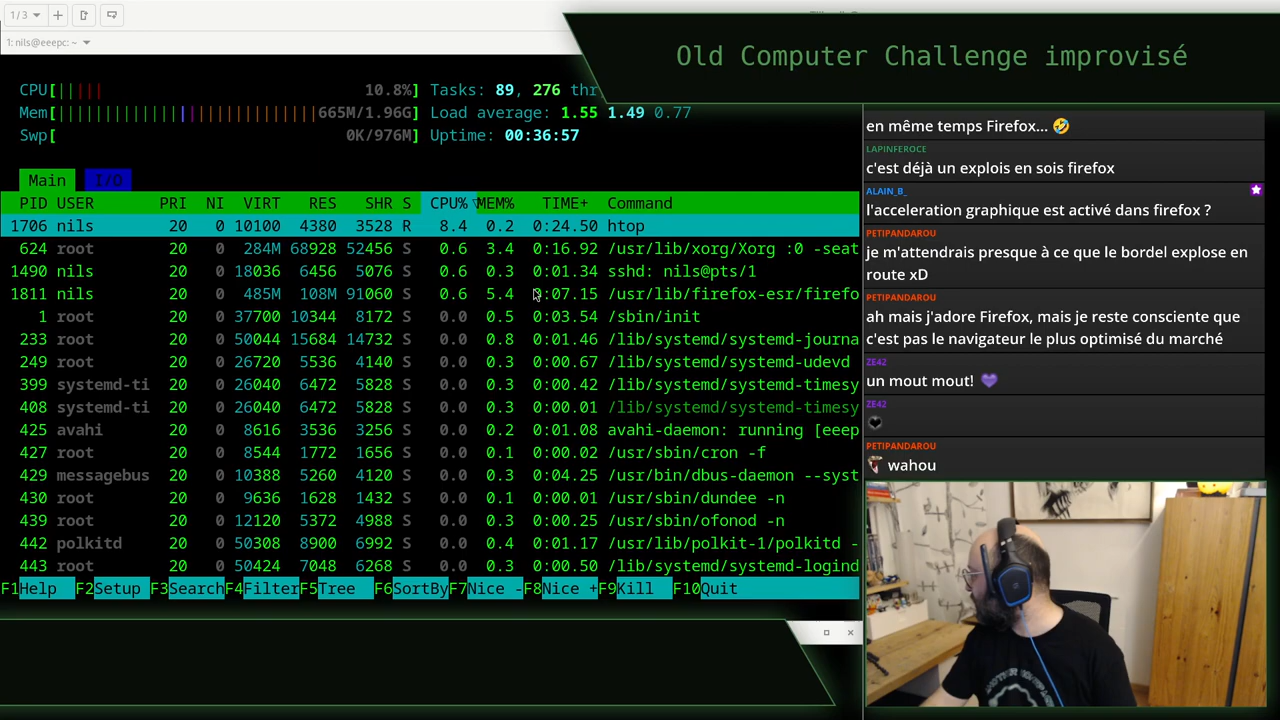 1/3
1: nils@eeepc: ~
Old Computer Challenge improvisé
CPU[||||| 10.8%] Tasks: 89, 276 thr
Mem[||||||||||||||||||||||||||||665M/1.96G] Load average: 1.55 1.49 0.77
Swp[ 0K/976M] Uptime: 00:36:57
Main I/O
PID USER PRI NI VIRT RES SHR S CPU%▽MEM% TIME+ Command
1706 nils 20 0 10100 4380 3528 R 8.4 0.2 0:24.50 htop
624 root 20 0 284M 68928 52456 S 0.6 3.4 0:16.92 /usr/lib/xorg/Xorg :0 -seat
1490 nils 20 0 18036 6456 5076 S 0.6 0.3 0:01.34 sshd: nils@pts/1
1811 nils 20 0 485M 108M 91060 S 0.6 5.4 0:07.15 /usr/lib/firefox-esr/firefo
1 root 20 0 37700 10344 8172 S 0.0 0.5 0:03.54 /sbin/init
233 root 20 0 50044 15684 14732 S 0.0 0.8 0:01.46 /lib/systemd/systemd-journa
249 root 20 0 26720 5536 4140 S 0.0 0.3 0:00.67 /lib/systemd/systemd-udevd
399 systemd-ti 20 0 26040 6472 5828 S 0.0 0.3 0:00.42 /lib/systemd/systemd-timesy
408 systemd-ti 20 0 26040 6472 5828 S 0.0 0.3 0:00.01 /lib/systemd/systemd-timesy
425 avahi 20 0 8616 3536 3256 S 0.0 0.2 0:01.08 avahi-daemon: running [eeep
427 root 20 0 8544 1772 1656 S 0.0 0.1 0:00.02 /usr/sbin/cron -f
429 messagebus 20 0 10388 5260 4120 S 0.0 0.3 0:04.25 /usr/bin/dbus-daemon --syst
430 root 20 0 9636 1628 1432 S 0.0 0.1 0:00.01 /usr/sbin/dundee -n
439 root 20 0 12120 5372 4988 S 0.0 0.3 0:00.25 /usr/sbin/ofonod -n
442 polkitd 20 0 50308 8900 6992 S 0.0 0.4 0:01.17 /usr/lib/polkit-1/polkitd -
443 root 20 0 50424 7048 6268 S 0.0 0.3 0:00.50 /lib/systemd/systemd-logind
F1Help F2Setup F3SearchF4FilterF5Tree F6SortByF7Nice -F8Nice +F9Kill F10Quit
en même temps Firefox... 🤣
LAPINFEROCE
c'est déjà un explois en sois firefox
ALAIN_B_
l'acceleration graphique est activé dans firefox ?
PETIPANDAROU
je m'attendrais presque à ce que le bordel explose en
route xD
PETIPANDAROU
ah mais j'adore Firefox, mais je reste consciente que
c'est pas le navigateur le plus optimisé du marché
ZE42
un mout mout! 💜
ZE42
PETIPANDAROU
wahou